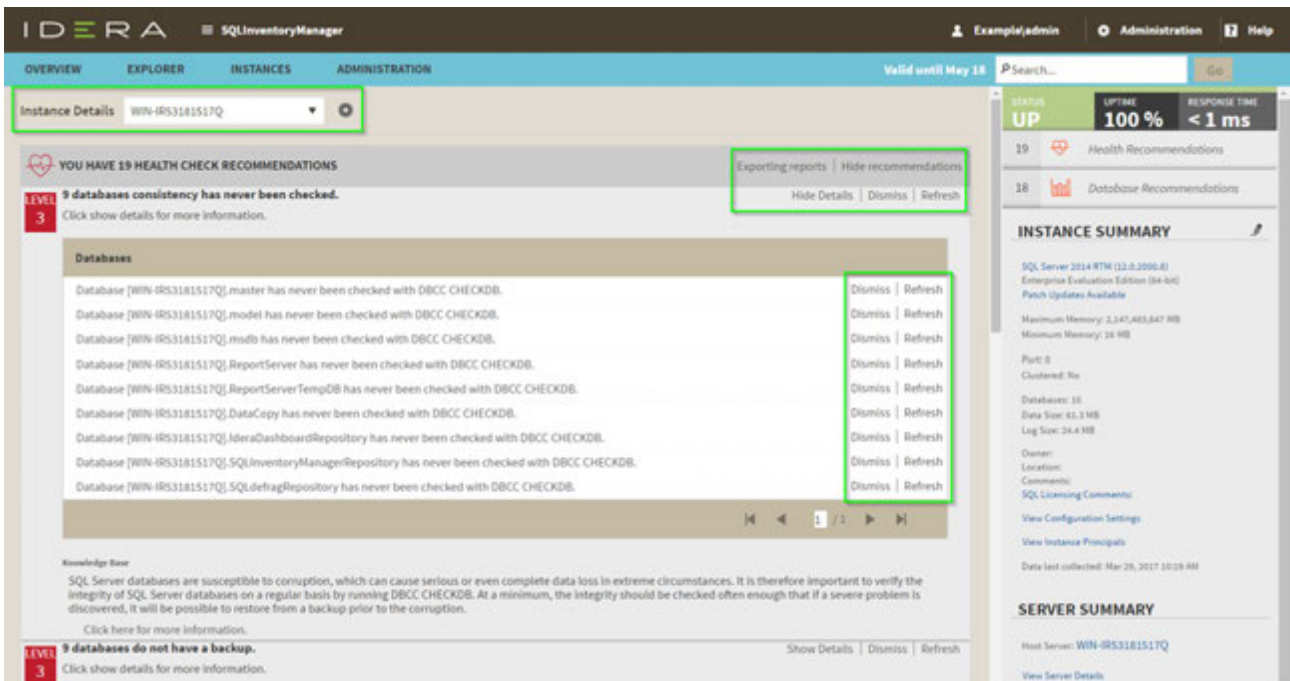 IDERA
SQLInventoryManager
Example\admin
Administration
Help
OVERVIEW
EXPLORER
INSTANCES
ADMINISTRATION
Valid until May 18
Search...
Go
Instance Details
WIN-IRS3181517Q
YOU HAVE 19 HEALTH CHECK RECOMMENDATIONS
Exporting reports | Hide recommendations
LEVEL 3
9 databases consistency has never been checked.
Hide Details | Dismiss | Refresh
Click show details for more information.
Databases
Database [WIN-IRS3181517Q].master has never been checked with DBCC CHECKDB.
Dismiss | Refresh
Database [WIN-IRS3181517Q].model has never been checked with DBCC CHECKDB.
Dismiss | Refresh
Database [WIN-IRS3181517Q].msdb has never been checked with DBCC CHECKDB.
Dismiss | Refresh
Database [WIN-IRS3181517Q].ReportServer has never been checked with DBCC CHECKDB.
Dismiss | Refresh
Database [WIN-IRS3181517Q].ReportServerTempDB has never been checked with DBCC CHECKDB.
Dismiss | Refresh
Database [WIN-IRS3181517Q].DataCopy has never been checked with DBCC CHECKDB.
Dismiss | Refresh
Database [WIN-IRS3181517Q].IderaDashboardRepository has never been checked with DBCC CHECKDB.
Dismiss | Refresh
Database [WIN-IRS3181517Q].SQLInventoryManagerRepository has never been checked with DBCC CHECKDB.
Dismiss | Refresh
Database [WIN-IRS3181517Q].SQLdefragRepository has never been checked with DBCC CHECKDB.
Dismiss | Refresh
1 / 1
Knowledge Base
SQL Server databases are susceptible to corruption, which can cause serious or even complete data loss in extreme circumstances. It is therefore important to verify the
integrity of SQL Server databases on a regular basis by running DBCC CHECKDB. At a minimum, the integrity should be checked often enough that if a severe problem is
discovered, it will be possible to restore from a backup prior to the corruption.
Click here for more information.
LEVEL 3
9 databases do not have a backup.
Show Details | Dismiss | Refresh
Click show details for more information.
STATUS
UP
UPTIME
100 %
RESPONSE TIME
< 1 ms
19
Health Recommendations
18
Database Recommendations
INSTANCE SUMMARY
SQL Server 2014 RTM (12.0.2000.8)
Enterprise Evaluation Edition (64-bit)
Patch Updates Available
Maximum Memory: 2,147,483,647 MB
Minimum Memory: 16 MB
Port: 0
Clustered: No
Databases: 10
Data Size: 61.3 MB
Log Size: 24.4 MB
Owner:
Location:
Comments:
SQL Licensing Comments:
View Configuration Settings
View Instance Principals
Data last collected: Mar 29, 2017 10:19 AM
SERVER SUMMARY
Host Server: WIN-IRS3181517Q
View Server Details